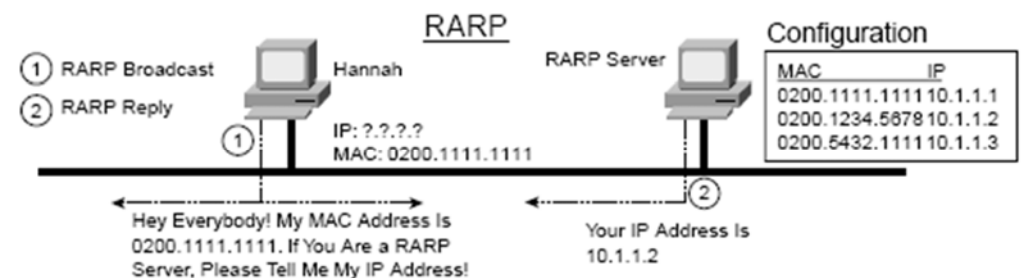 RARP
1 RARP Broadcast
2 RARP Reply
Hannah
1
IP: ?.?.?.?
MAC: 0200.1111.1111
Hey Everybody! My MAC Address Is
0200.1111.1111. If You Are a RARP
Server, Please Tell Me My IP Address!
RARP Server
2
Your IP Address Is
10.1.1.2
Configuration
MAC IP
0200.1111.1111 10.1.1.1
0200.1234.5678 10.1.1.2
0200.5432.1111 10.1.1.3